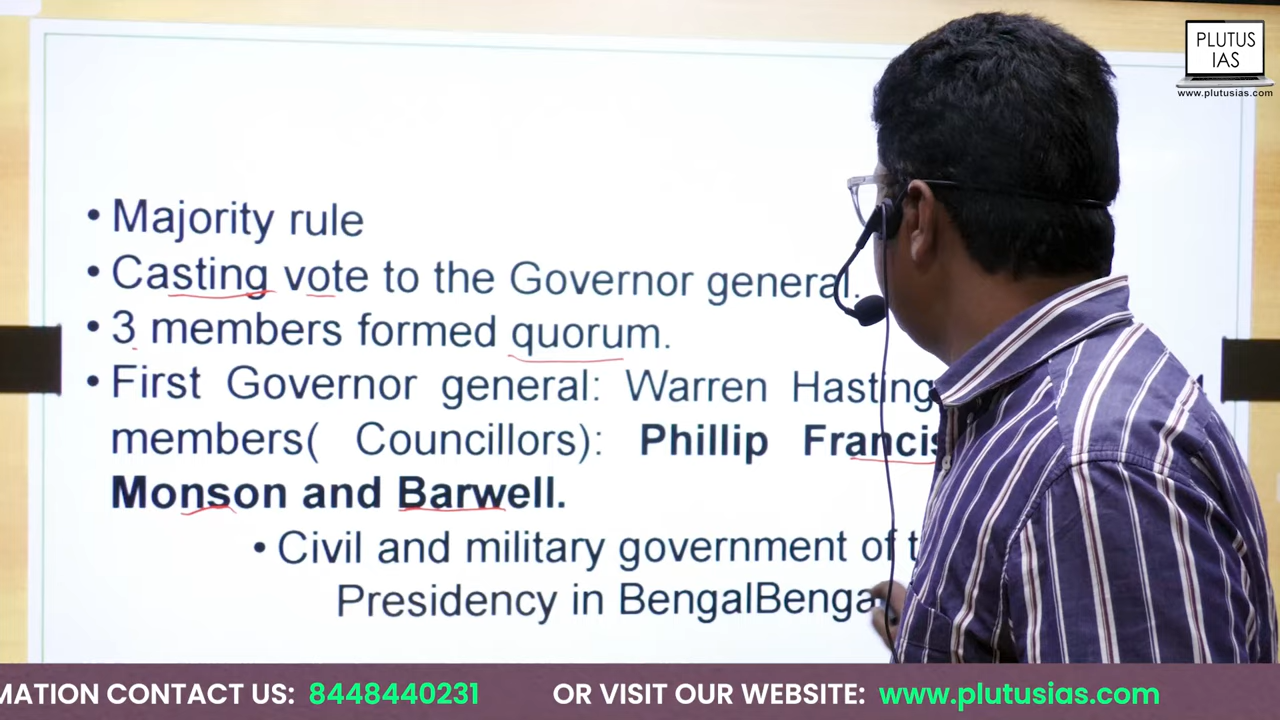 PLUTUS
IAS
www.plutusias.com
• Majority rule
• Casting vote to the Governor general.
• 3 members formed quorum.
• First Governor general: Warren Hasting
members( Councillors): Phillip Francis
Monson and Barwell.
• Civil and military government of t
Presidency in BengalBenga
MATION CONTACT US: 8448440231 OR VISIT OUR WEBSITE: www.plutusias.com